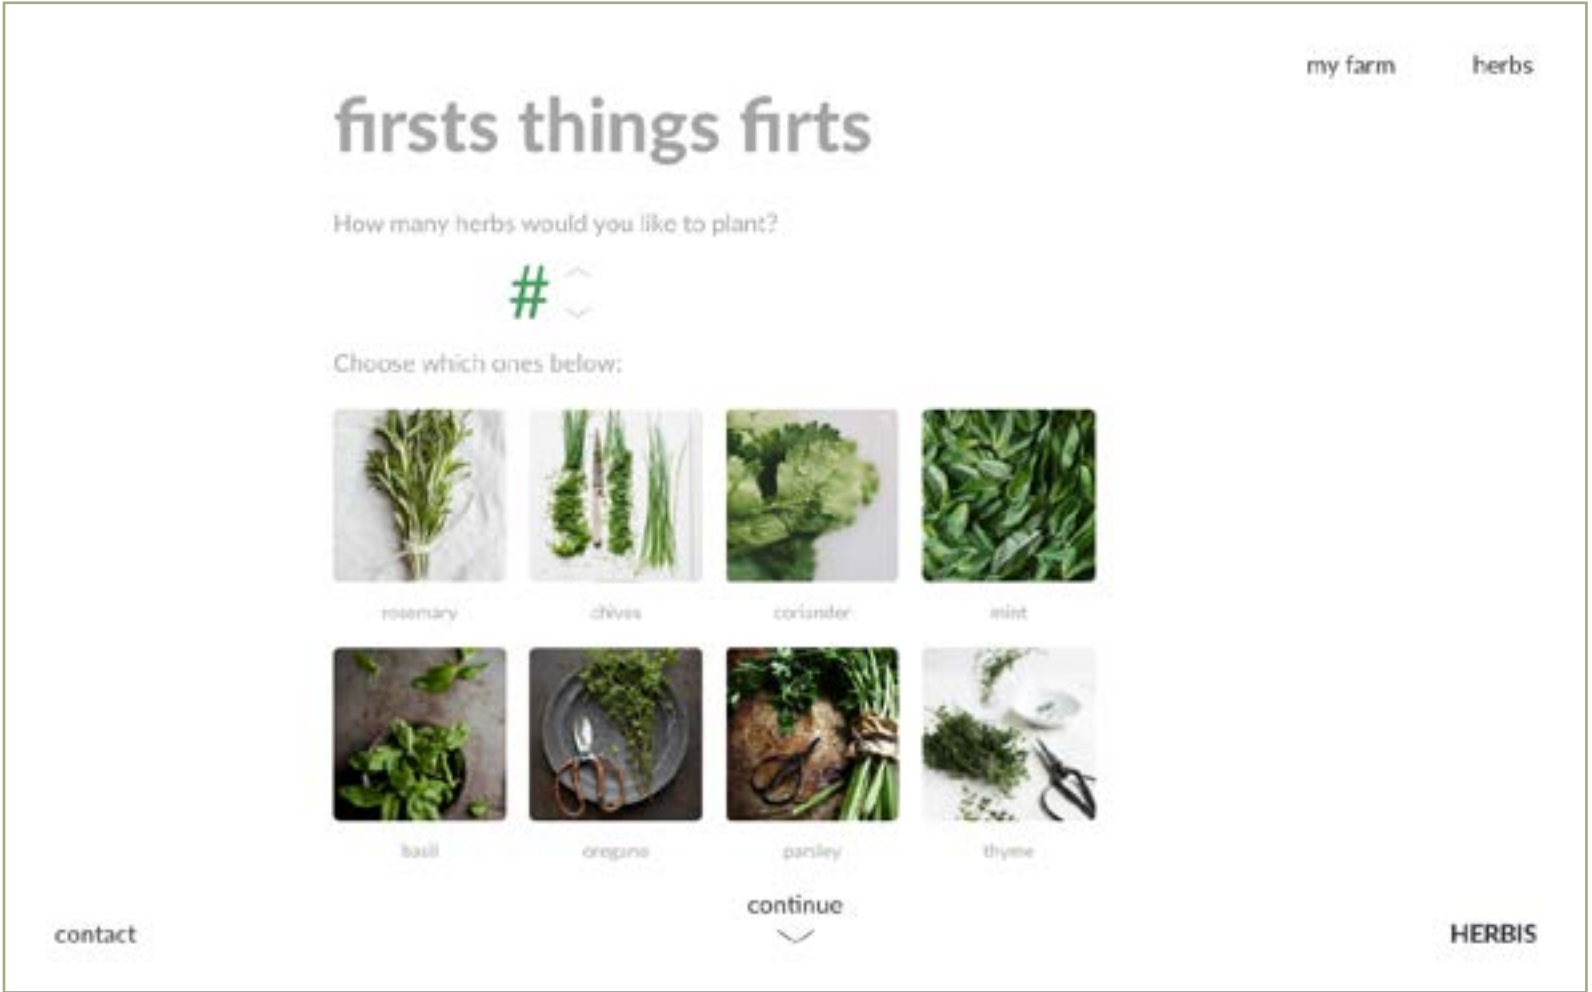 my farm herbs
firsts things firts
How many herbs would you like to plant?
#
Choose which ones below:
rosemary chives coriander mint
basil oregano parsley thyme
continue
contact HERBIS